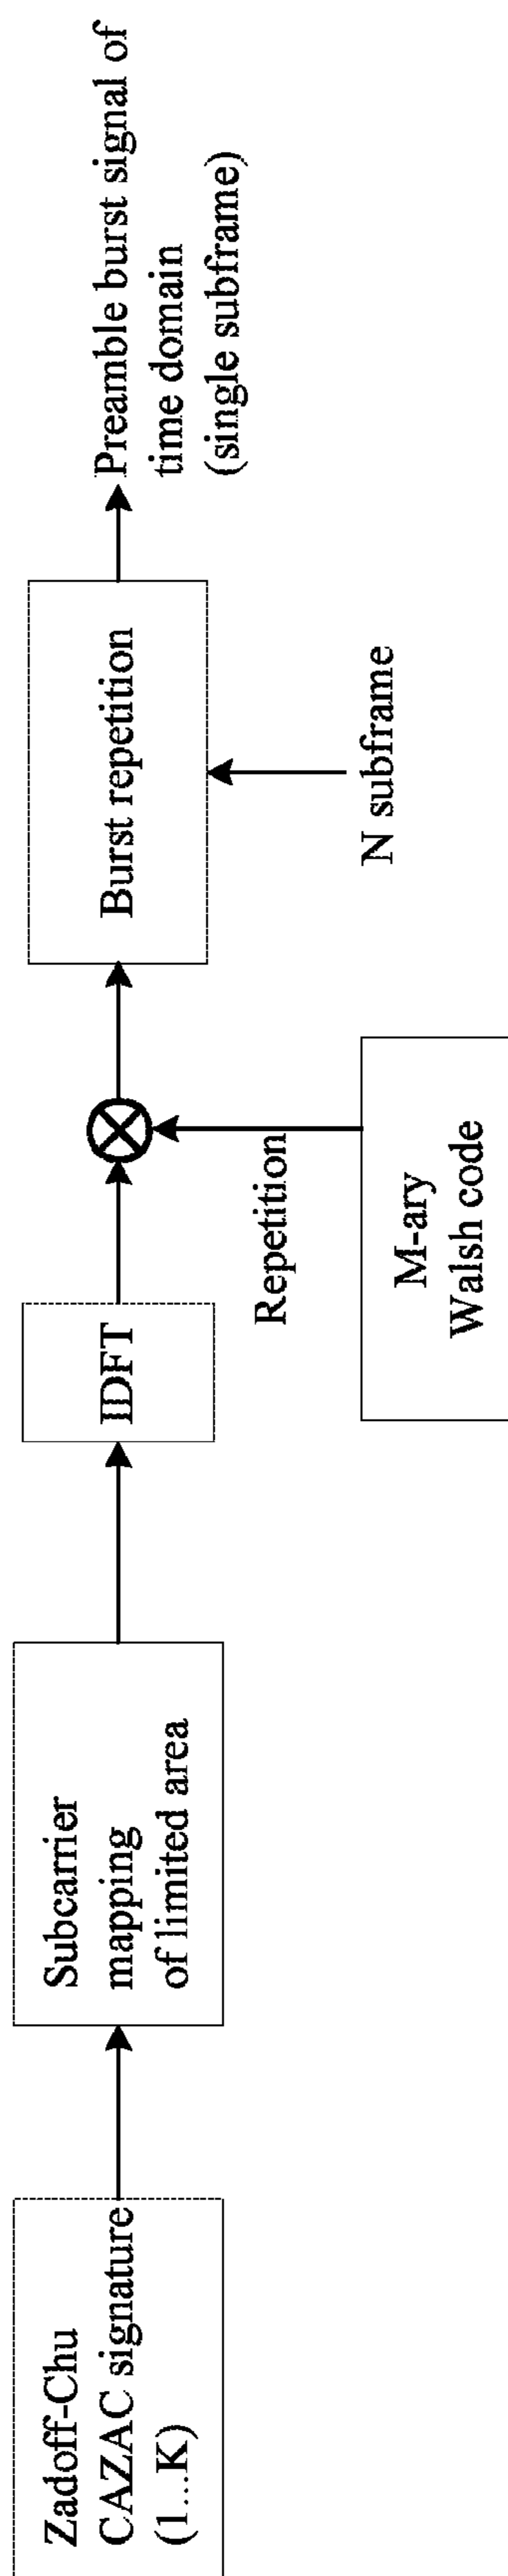 Zadoff-Chu
CAZAC signature
(1...K)
Subcarrier
mapping
of limited area
IDFT
Repetition
M-ary
Walsh code
Burst repetition
N subframe
Preamble burst signal of
time domain
(single subframe)